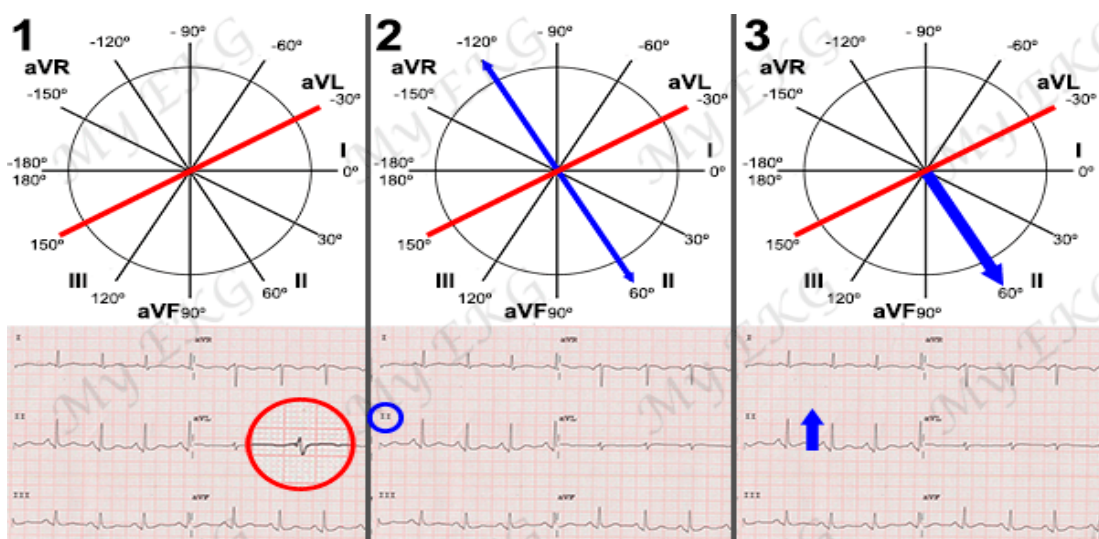 1
- 90º
-120º
-60º
aVR
aVL
-150º
-30º
I
-180º
180º
0º
150º
30º
III
II
120º
60º
aVF90º
2
- 90º
-120º
-60º
aVR
aVL
-150º
-30º
I
-180º
180º
0º
150º
30º
III
II
120º
60º
aVF90º
3
- 90º
-120º
-60º
aVR
aVL
-150º
-30º
I
-180º
180º
0º
150º
30º
III
II
120º
60º
aVF90º
I
aVR
II
aVL
III
aVF
I
aVR
II
aVL
III
aVF
I
aVR
II
aVL
III
aVF
My EKG
My EKG
My EKG
My EKG
My EKG
My EKG